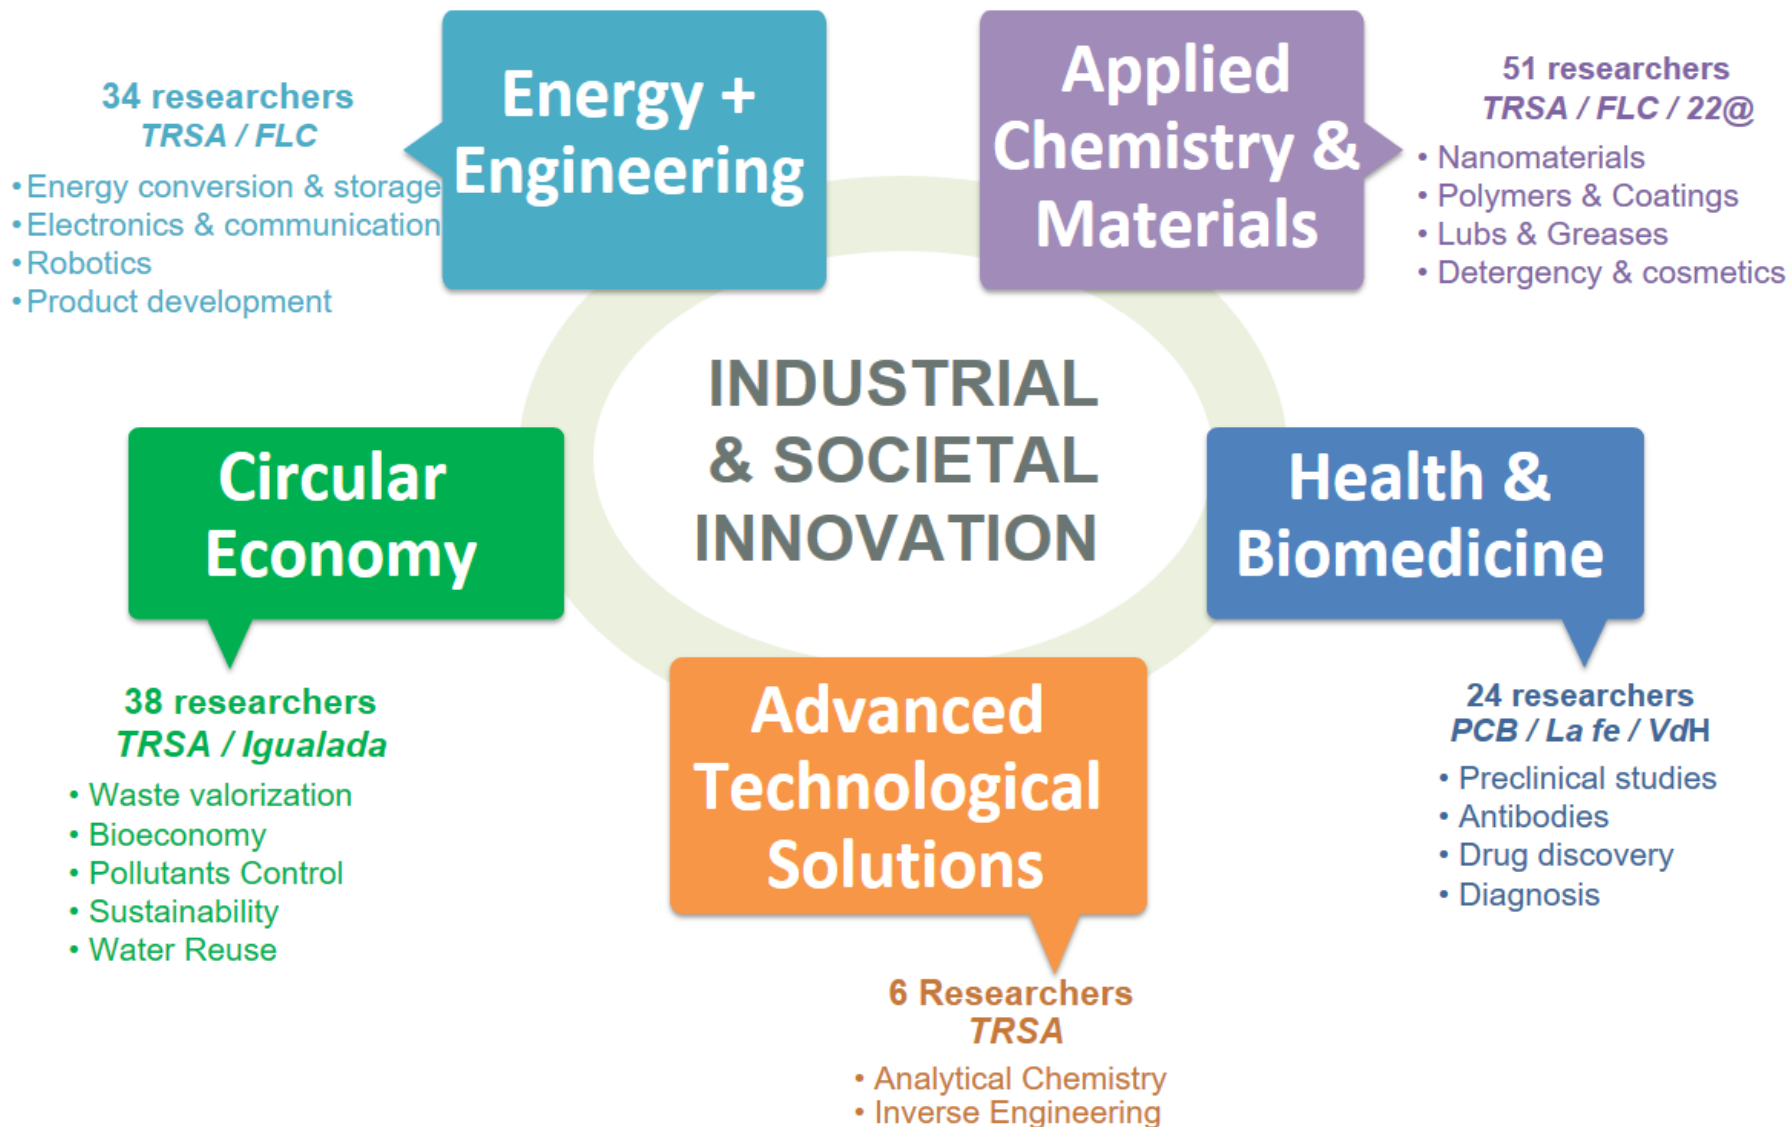 Energy +
Engineering
34 researchers
TRSA / FLC
• Energy conversion & storage
• Electronics & communication
• Robotics
• Product development
Applied
Chemistry &
Materials
51 researchers
TRSA / FLC / 22@
• Nanomaterials
• Polymers & Coatings
• Lubs & Greases
• Detergency & cosmetics
INDUSTRIAL
& SOCIETAL
INNOVATION
Circular
Economy
38 researchers
TRSA / Igualada
• Waste valorization
• Bioeconomy
• Pollutants Control
• Sustainability
• Water Reuse
Health &
Biomedicine
24 researchers
PCB / La fe / VdH
• Preclinical studies
• Antibodies
• Drug discovery
• Diagnosis
Advanced
Technological
Solutions
6 Researchers
TRSA
• Analytical Chemistry
• Inverse Engineering